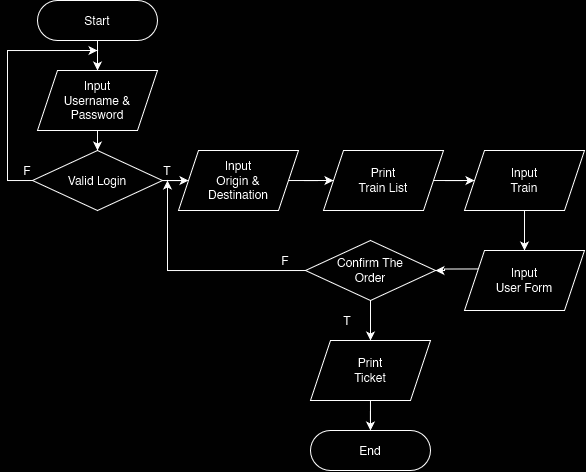 Start
Input
Username &
Password
F
Valid Login
T
Input
Origin &
Destination
Print
Train List
Input
Train
Input
User Form
F
Confirm The
Order
T
Print
Ticket
End